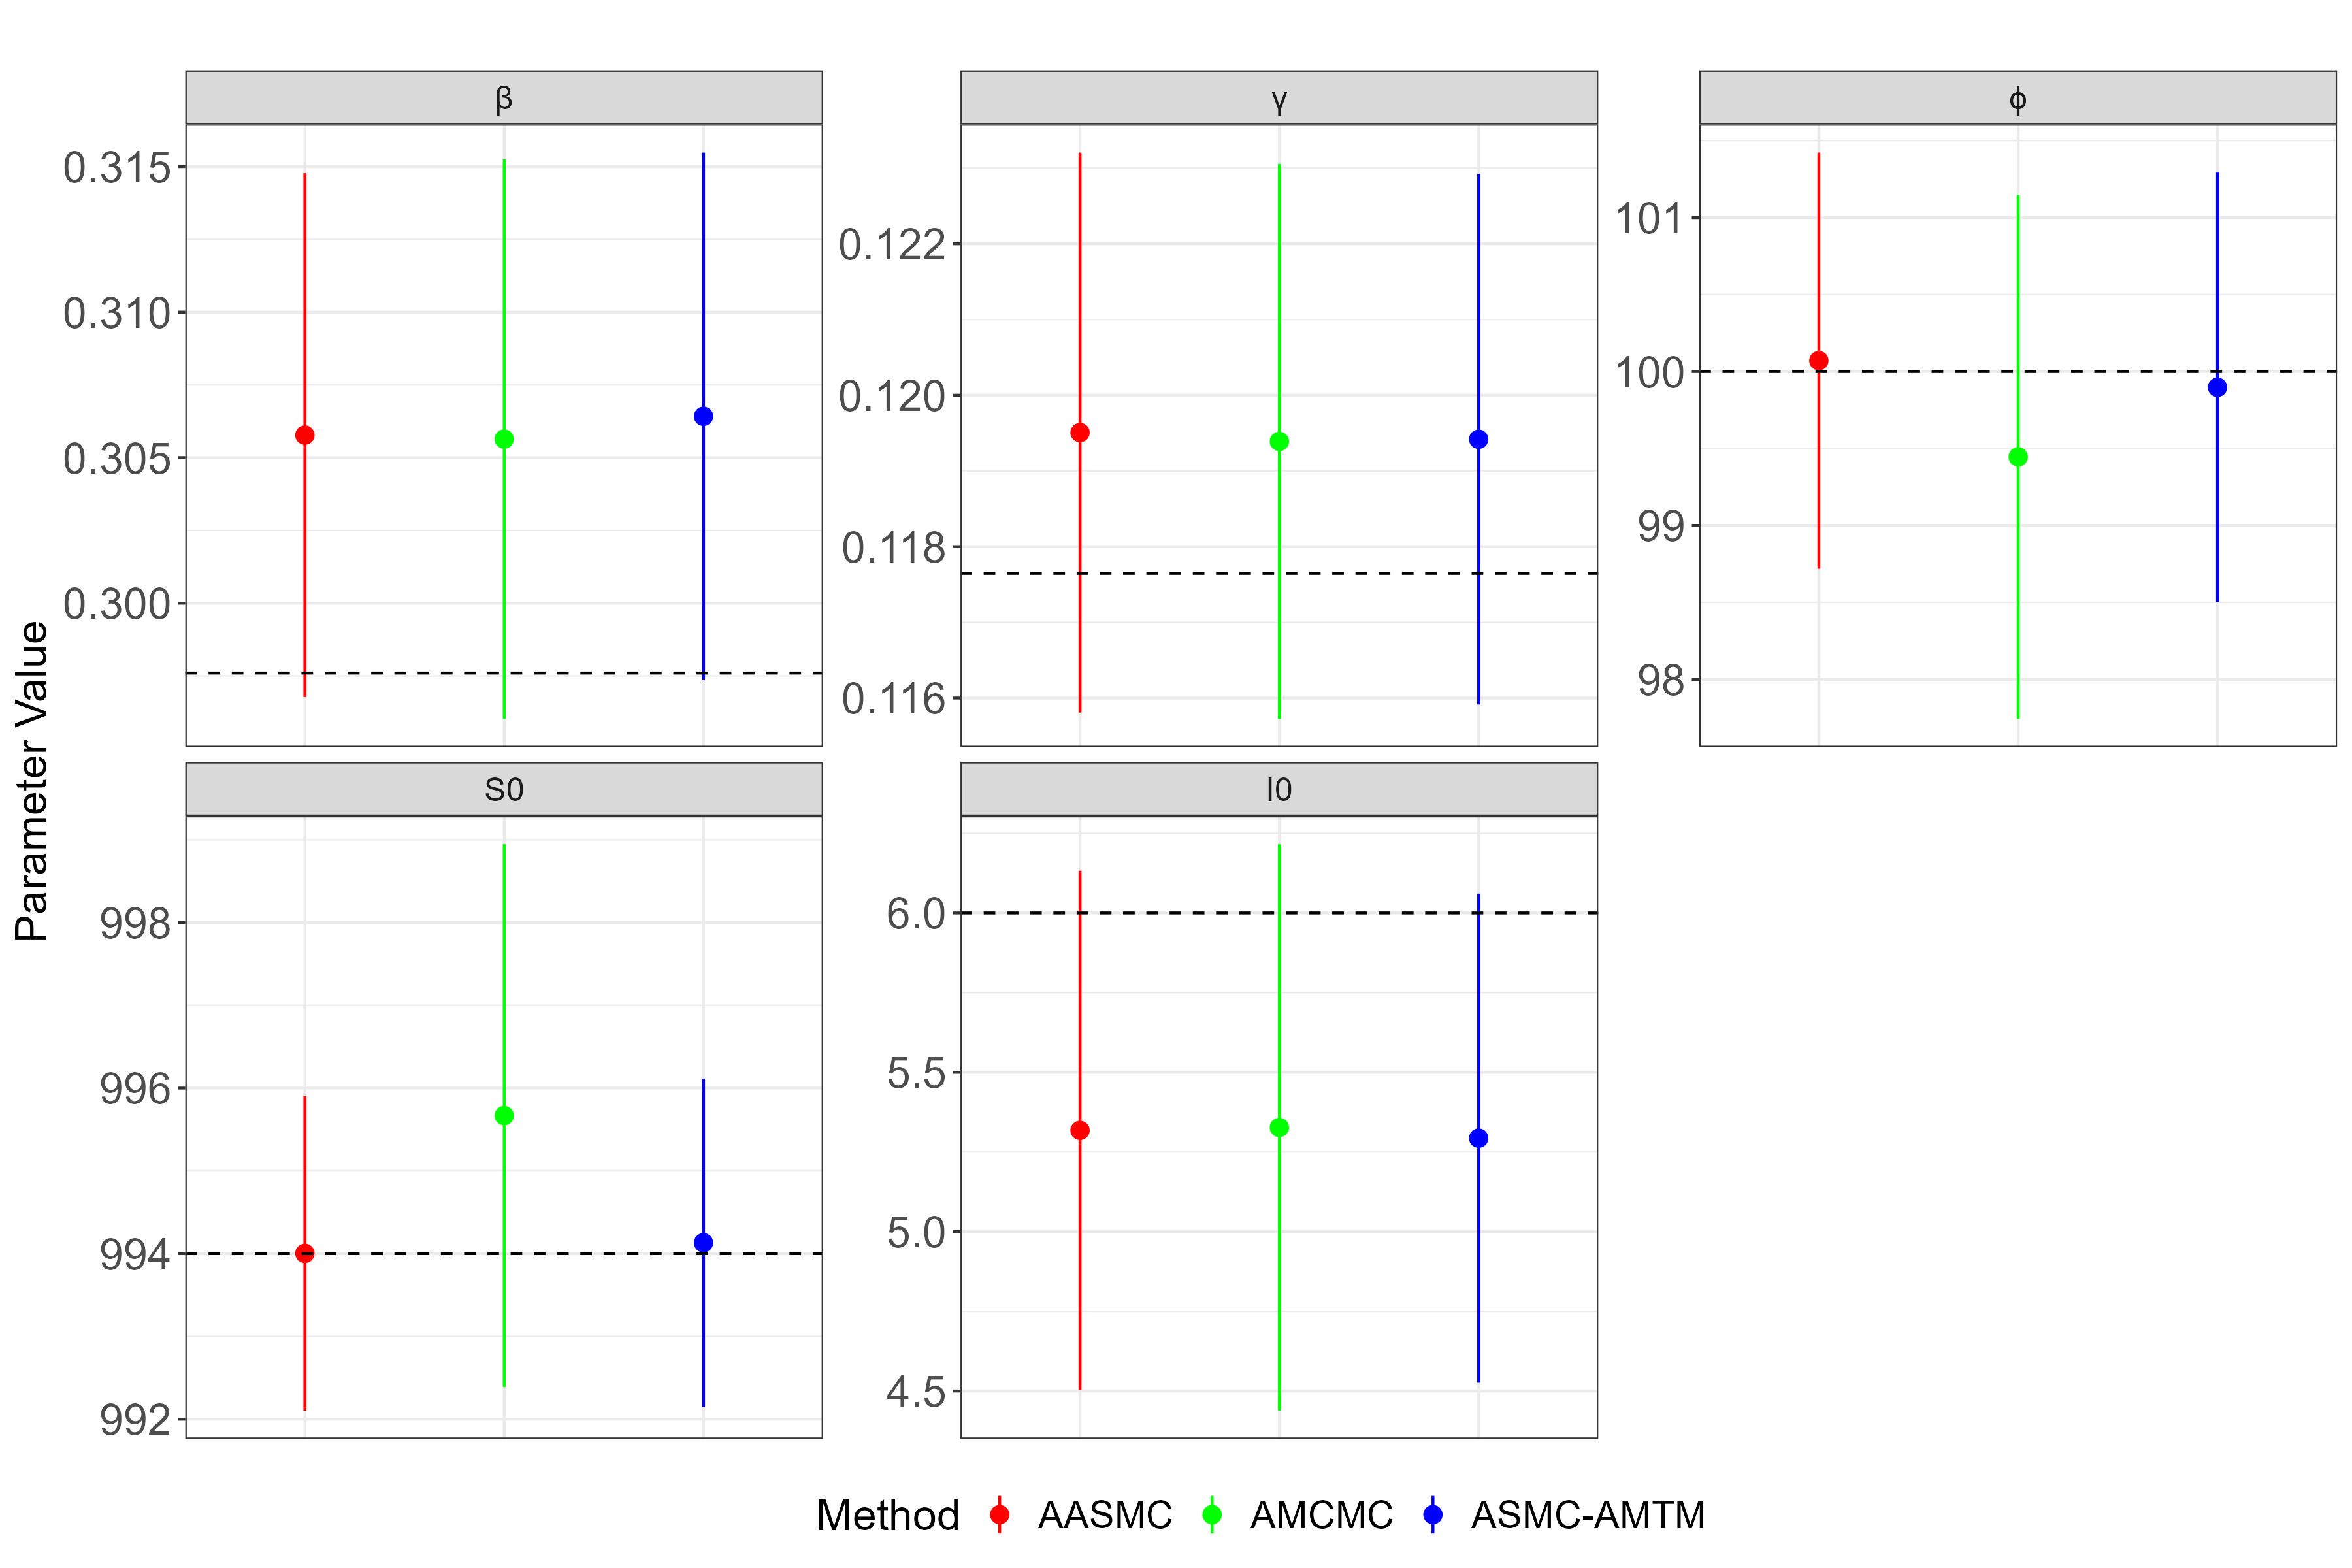 Parameter Value
β
0.315
0.310
0.305
0.300
γ
0.122
0.120
0.118
0.116
ϕ
101
100
99
98
S0
998
996
994
992
I0
6.0
5.5
5.0
4.5
Method AASMC AMCMC ASMC-AMTM